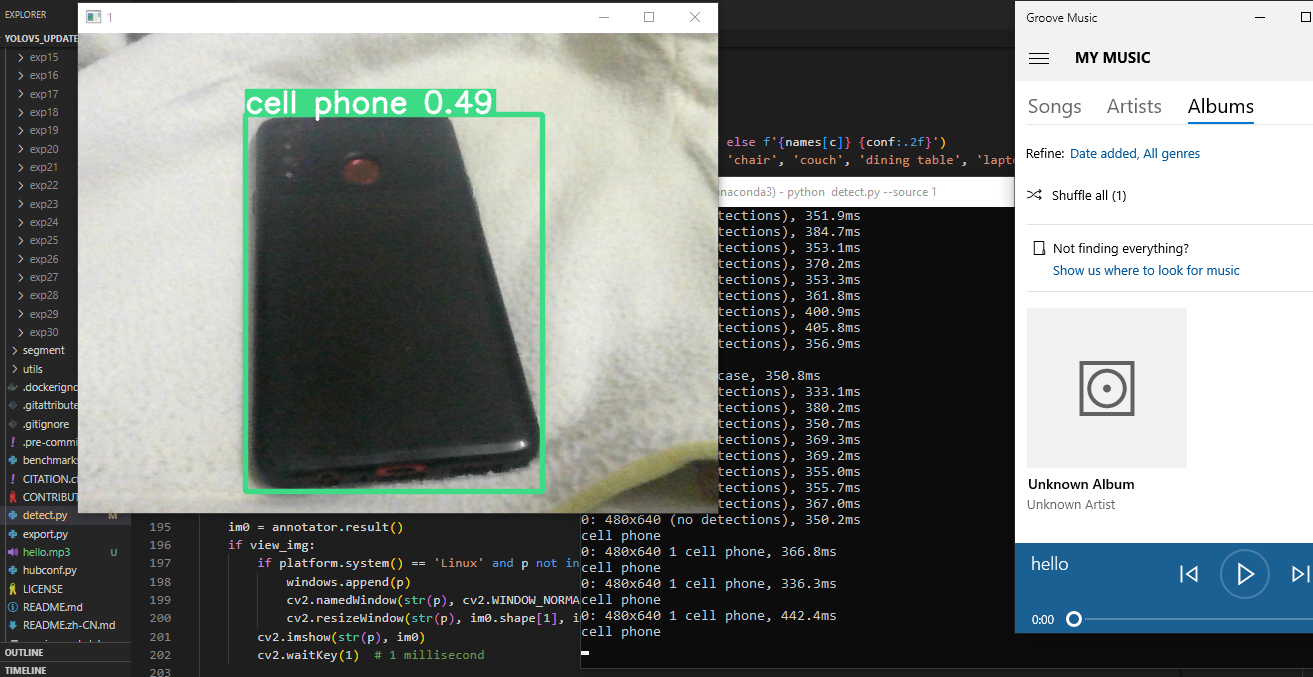 EXPLORER
YOLOV5_UPDATE
exp15
exp16
exp17
exp18
exp19
exp20
exp21
exp22
exp23
exp24
exp25
exp26
exp27
exp28
exp29
exp30
segment
utils
.dockerigno
.gitattribute
.gitignore
.pre-commi
benchmark
CITATION.c
CONTRIBUT
detect.py M
export.py
hello.mp3 U
hubconf.py
LICENSE
README.md
README.zh-CN.md
OUTLINE
TIMELINE
1
cell phone 0.49
else f'{names[c]} {conf:.2f}')
'chair', 'couch', 'dining table', 'lapto
naconda3) - python detect.py --source 1
tections), 351.9ms
tections), 384.7ms
tections), 353.1ms
tections), 370.2ms
tections), 353.3ms
tections), 361.8ms
tections), 400.9ms
tections), 405.8ms
tections), 356.9ms
case, 350.8ms
tections), 333.1ms
tections), 380.2ms
tections), 350.7ms
tections), 369.3ms
tections), 369.2ms
tections), 355.0ms
tections), 355.7ms
tections), 367.0ms
0: 480x640 (no detections), 350.2ms
cell phone
0: 480x640 1 cell phone, 366.8ms
cell phone
0: 480x640 1 cell phone, 336.3ms
cell phone
0: 480x640 1 cell phone, 442.4ms
cell phone
195 im0 = annotator.result()
196 if view_img:
197 if platform.system() == 'Linux' and p not in
198 windows.append(p)
199 cv2.namedWindow(str(p), cv2.WINDOW_NORMA
200 cv2.resizeWindow(str(p), im0.shape[1], i
201 cv2.imshow(str(p), im0)
202 cv2.waitKey(1) # 1 millisecond
203
Groove Music
MY MUSIC
Songs Artists Albums
Refine: Date added, All genres
Shuffle all (1)
Not finding everything?
Show us where to look for music
Unknown Album
Unknown Artist
hello
0:00